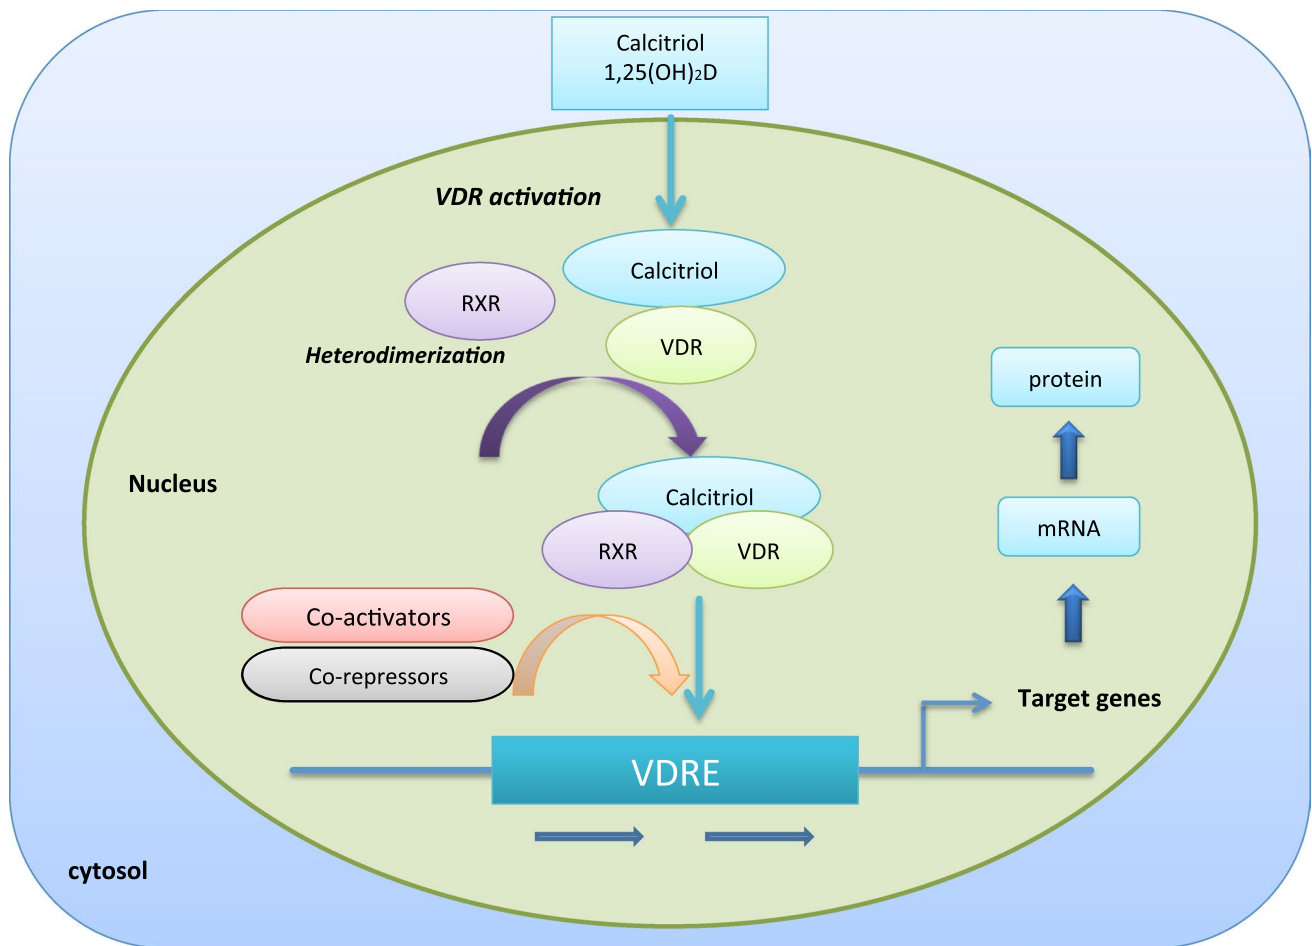 Calcitriol
1,25(OH)₂D
VDR activation
Calcitriol
RXR
VDR
Heterodimerization
protein
Nucleus
Calcitriol
mRNA
RXR
VDR
Co-activators
Co-repressors
Target genes
VDRE
cytosol